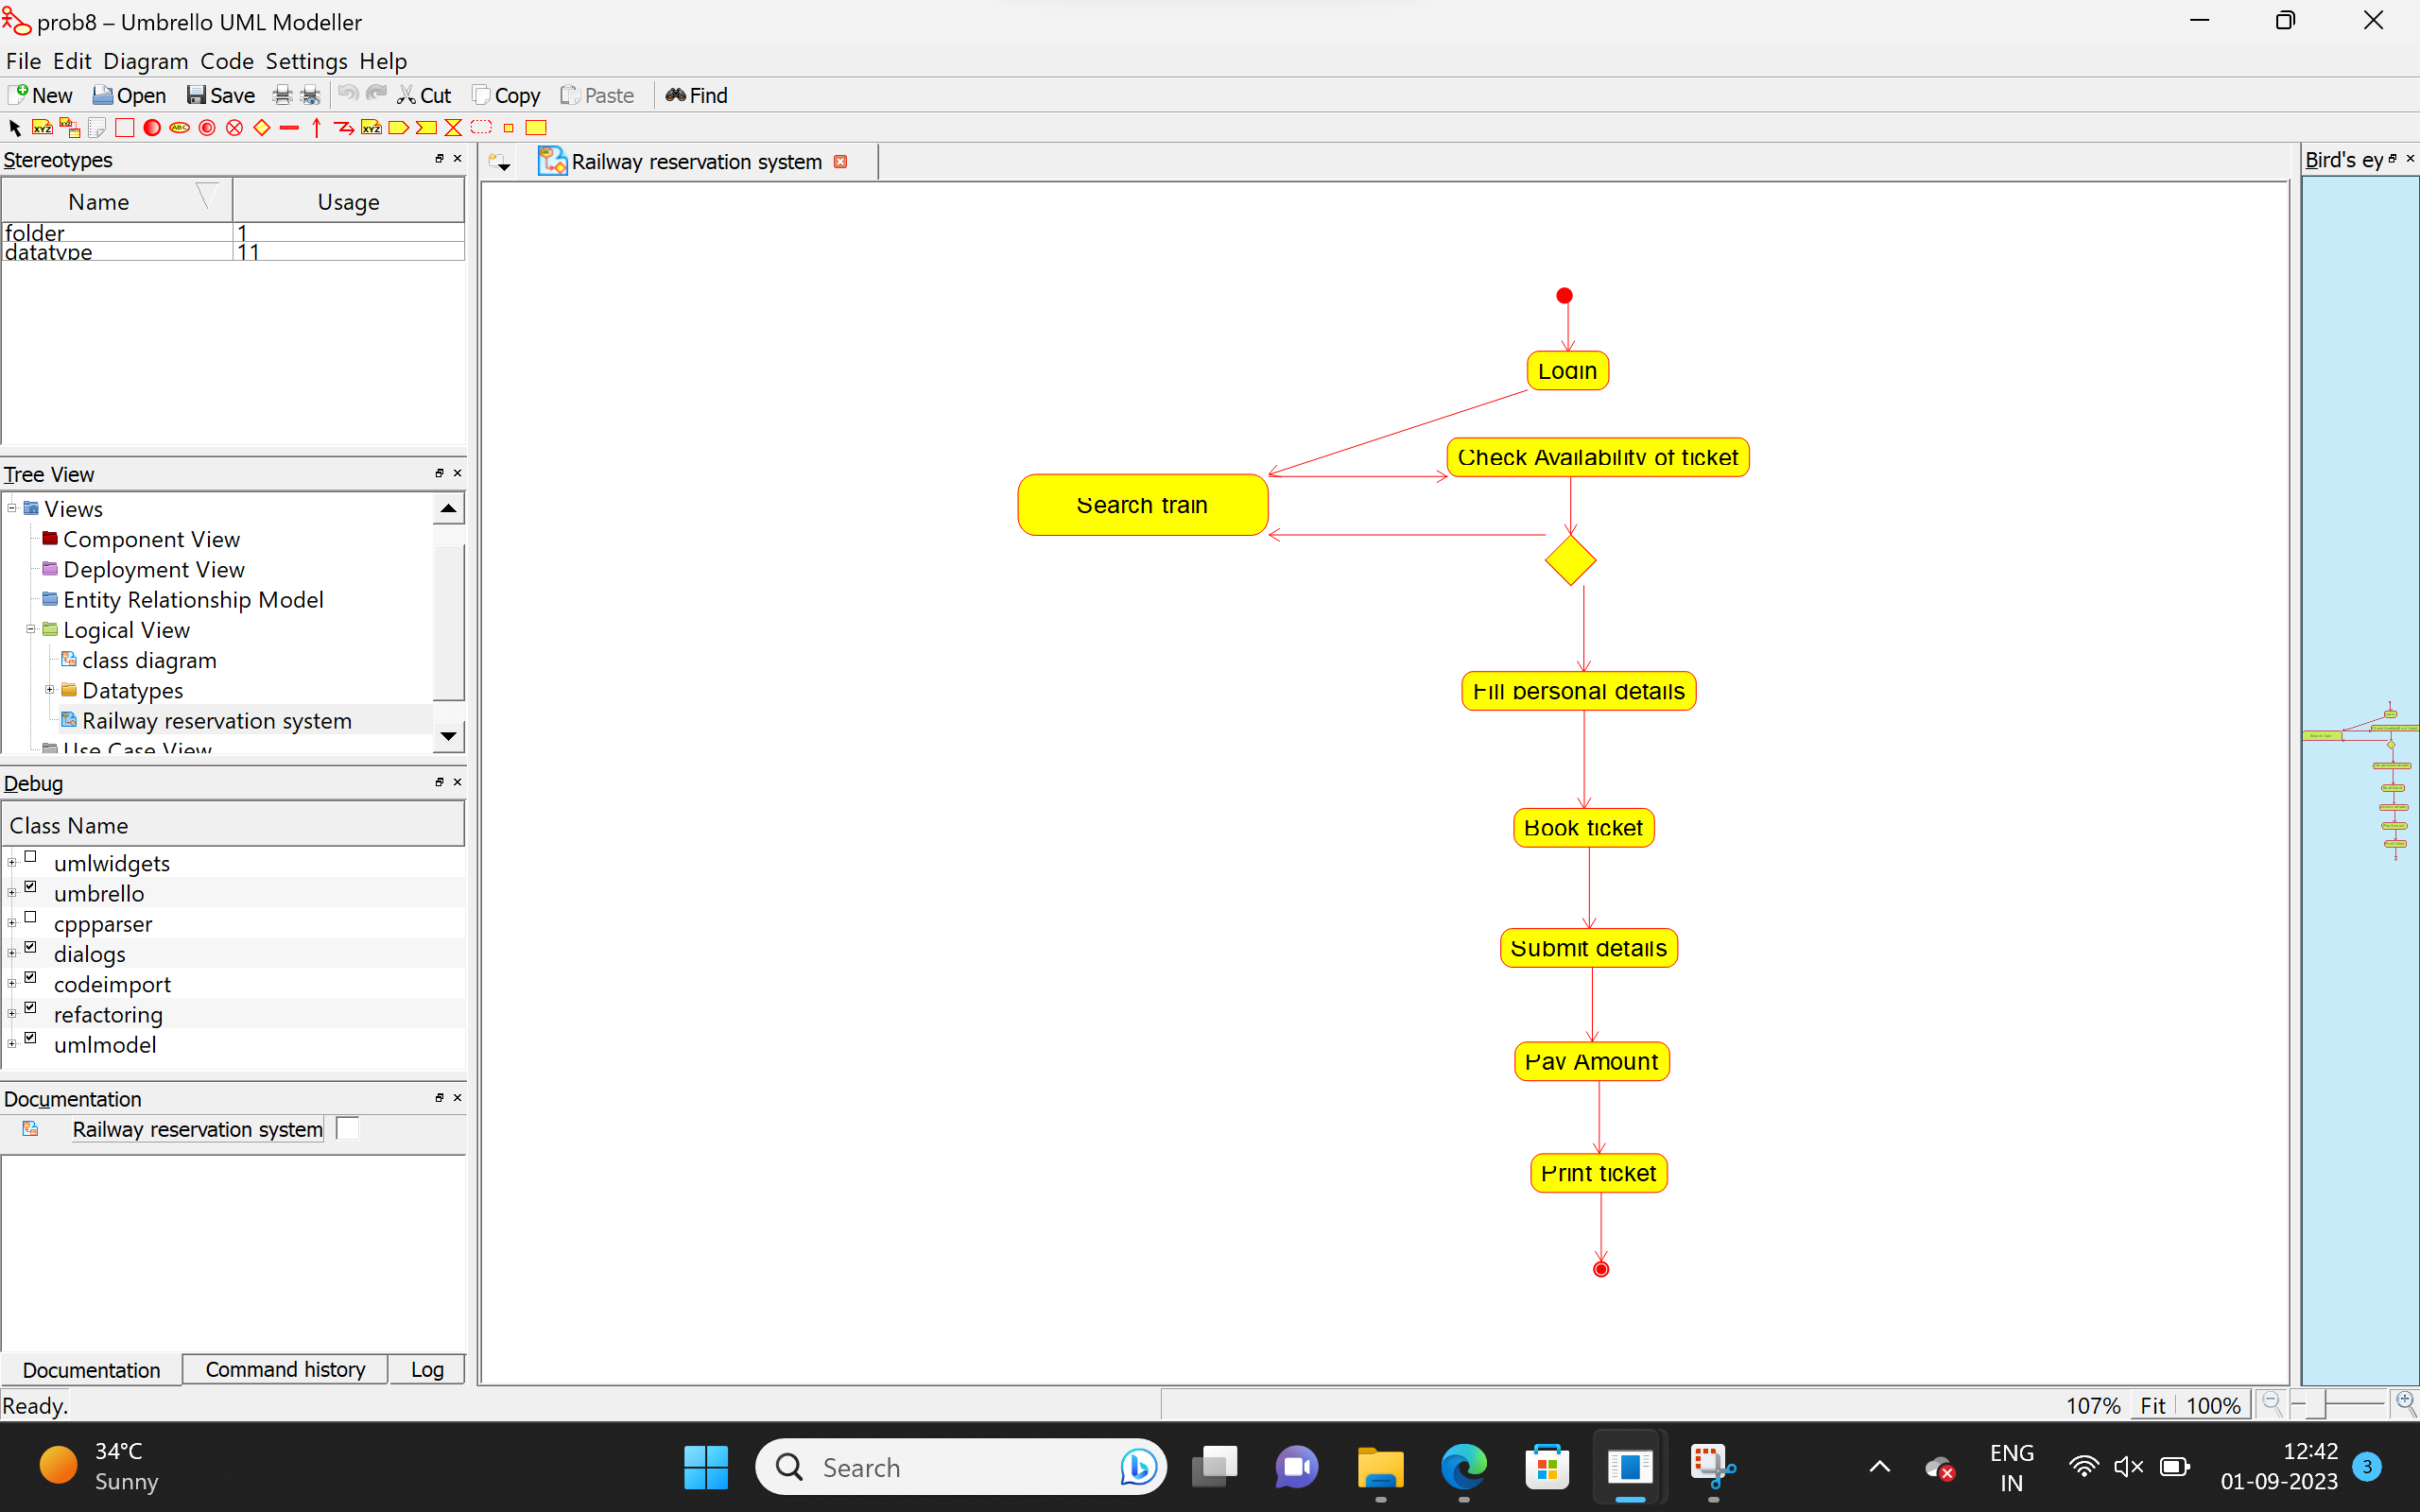 prob8 – Umbrello UML Modeller
File Edit Diagram Code Settings Help
New Open Save Cut Copy Paste Find
Stereotypes
Name Usage
folder 1
datatype 11
Tree View
Views
Component View
Deployment View
Entity Relationship Model
Logical View
class diagram
Datatypes
Railway reservation system
Use Case View
Debug
Class Name
umlwidgets
umbrello
cppparser
dialogs
codeimport
refactoring
umlmodel
Documentation
Railway reservation system
Documentation Command history Log
Ready.
Railway reservation system
Login
Check Availability of ticket
Search train
Fill personal details
Book ticket
Submit details
Pay Amount
Print ticket
Bird's ey
107% Fit 100%
34°C
Sunny
Search
ENG
IN
12:42
01-09-2023
3